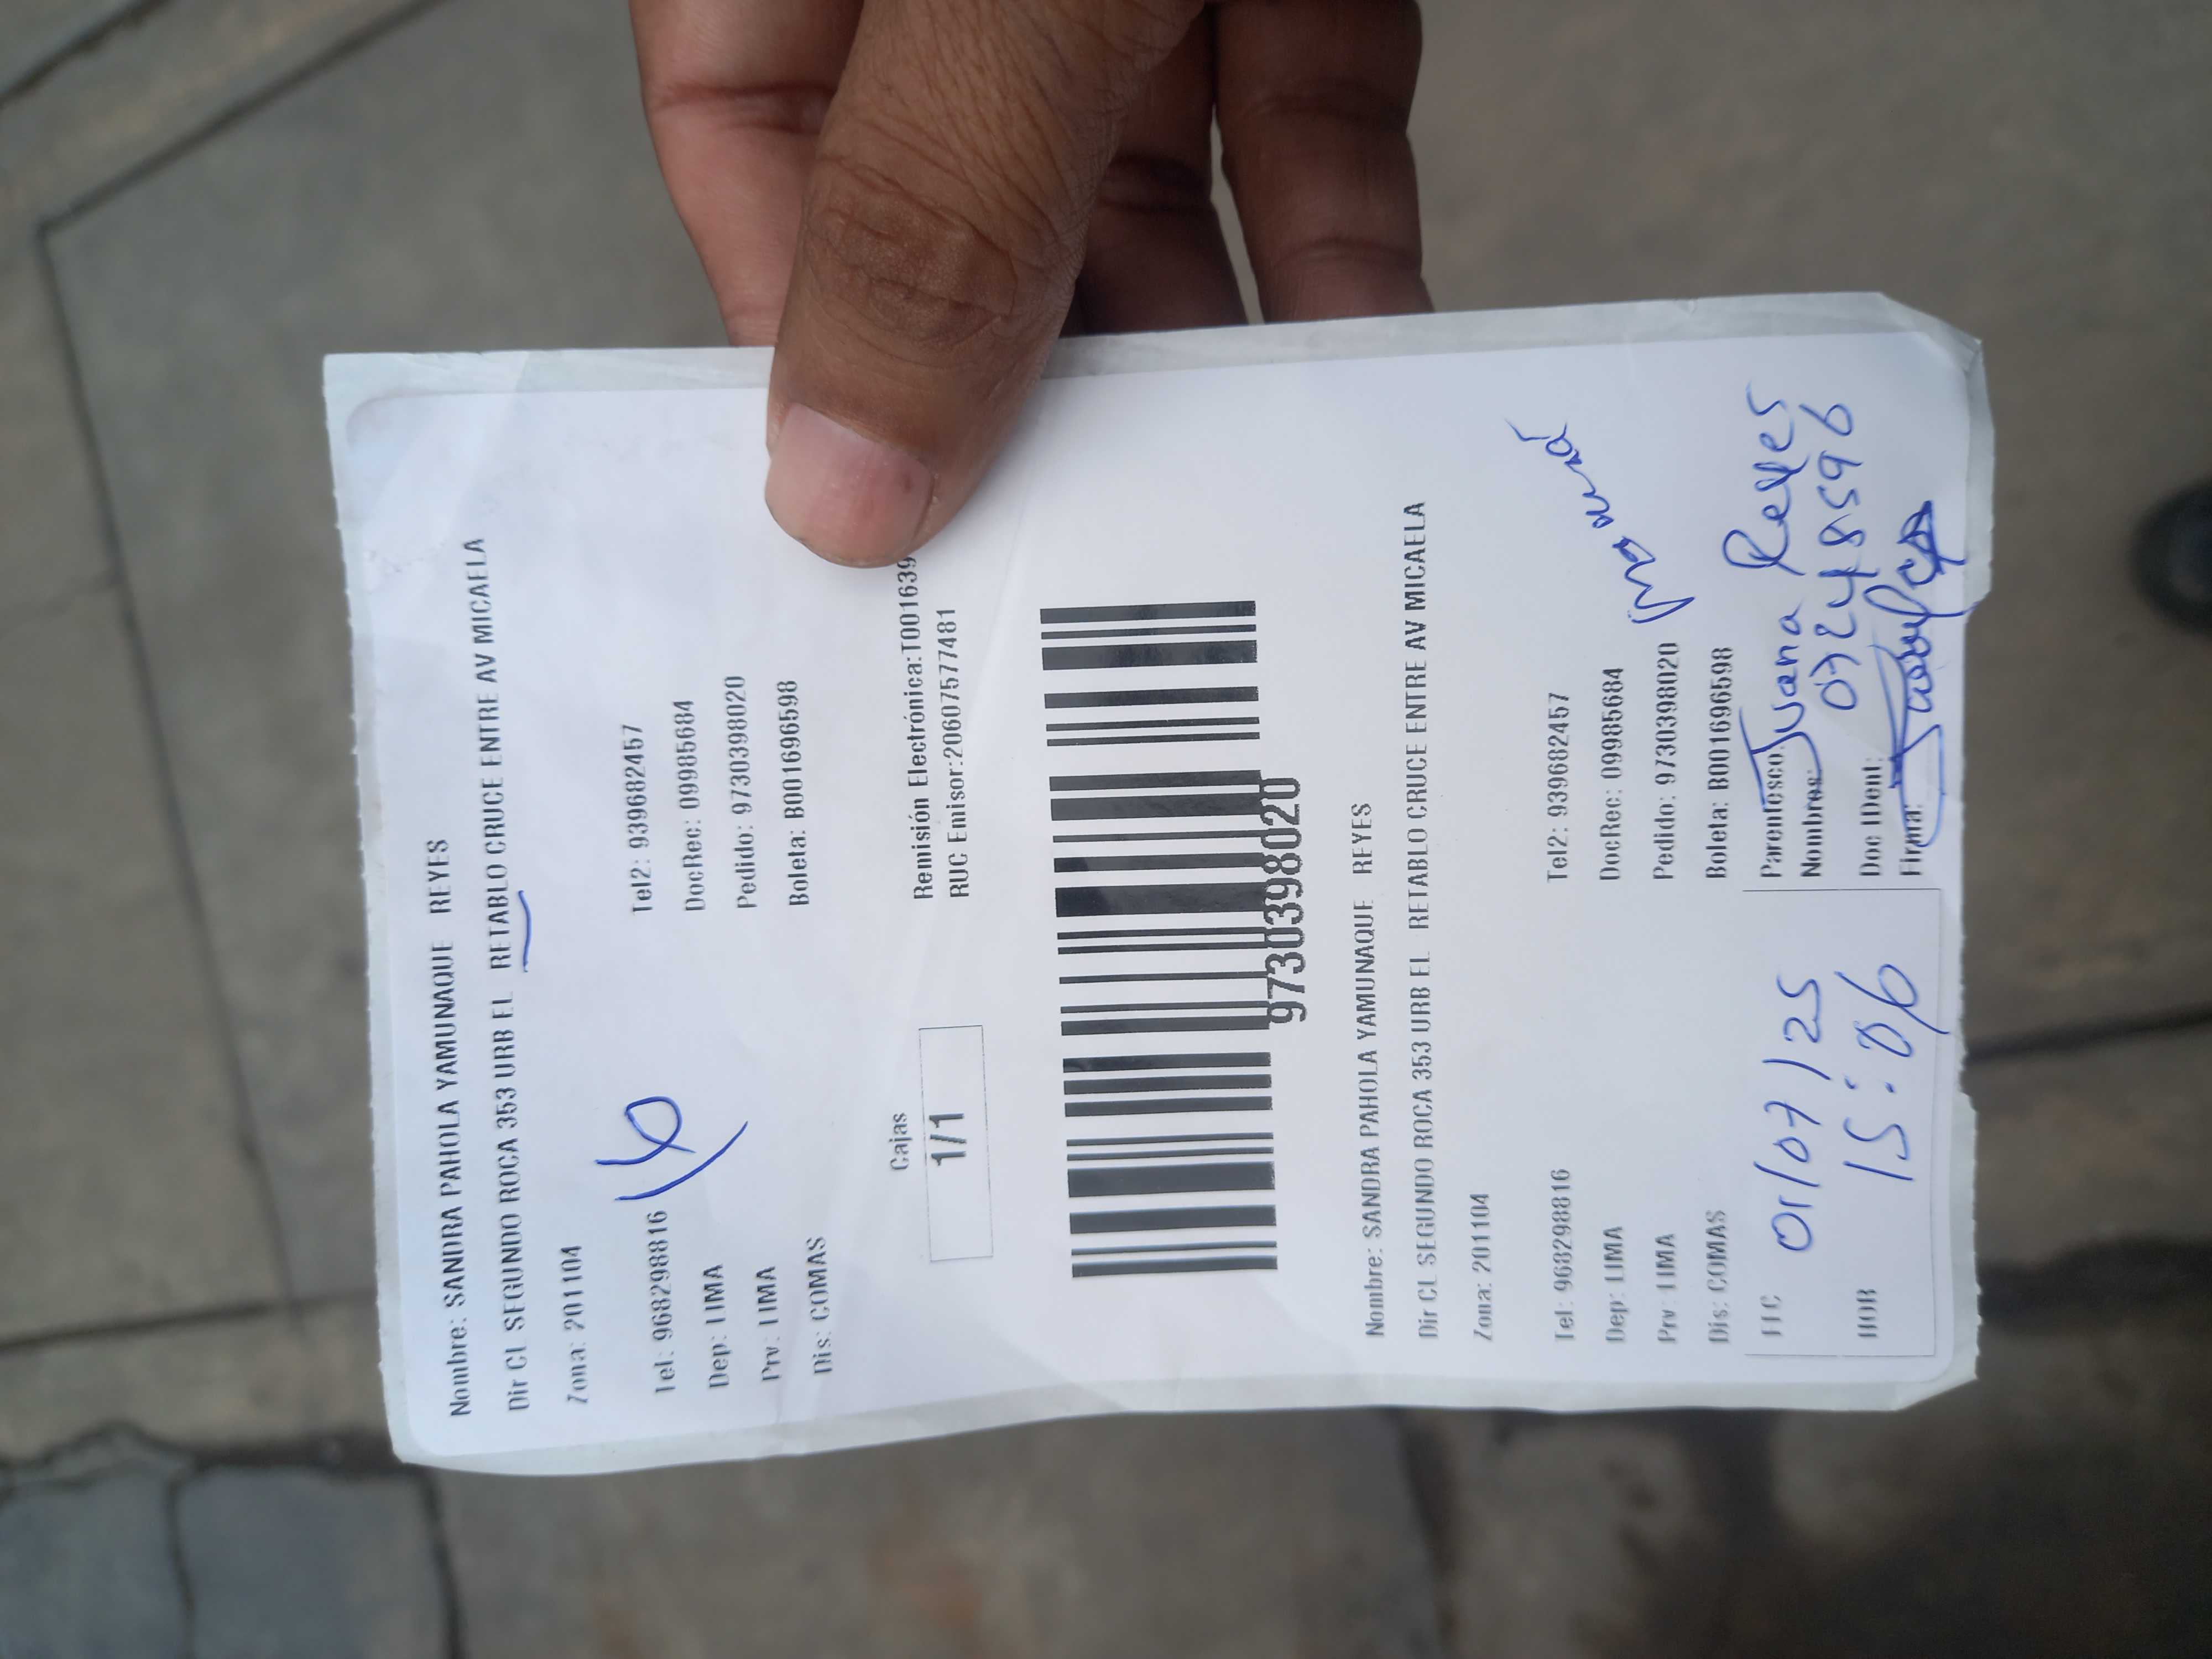 Nombre: SANDRA PAHOLA YAMUNAQUE REYES
Dir CL SEGUNDO ROCA 353 URB EL RETABLO CRUCE ENTRE AV MICAELA
Zona: 201104
Tel: 968298816 Tel2: 939682457
Dep: LIMA DocRec: 09985684
Prv: LIMA Pedido: 9730398020
Dis: COMAS Boleta: B001696598
Cajas
1/1
Remisión Electrónica:T001639
RUC Emisor:20607577481
9730398020
Nombre: SANDRA PAHOLA YAMUNAQUE REYES
Dir CL SEGUNDO ROCA 353 URB EL RETABLO CRUCE ENTRE AV MICAELA
Zona: 201104
Tel: 968298816 Tel2: 939682457
Dep: LIMA DocRec: 09985684
Prv: LIMA Pedido: 9730398020
Dis: COMAS Boleta: B001696598
FEC 01/07/25
HOR 15:06
Parentesco:
Nombres: Juana Reyes
Doc IDent: 07248596
Firma: